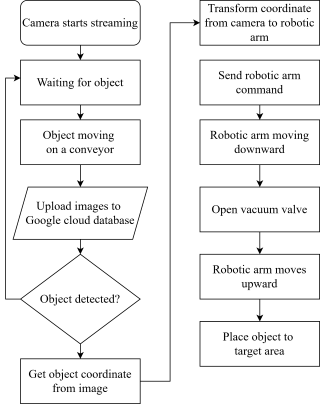 Camera starts streaming
Waiting for object
Object moving
on a conveyor
Upload images to
Google cloud database
Object detected?
Get object coordinate
from image
Transform coordinate
from camera to robotic
arm
Send robotic arm
command
Robotic arm moving
downward
Open vacuum valve
Robotic arm moves
upward
Place object to
target area